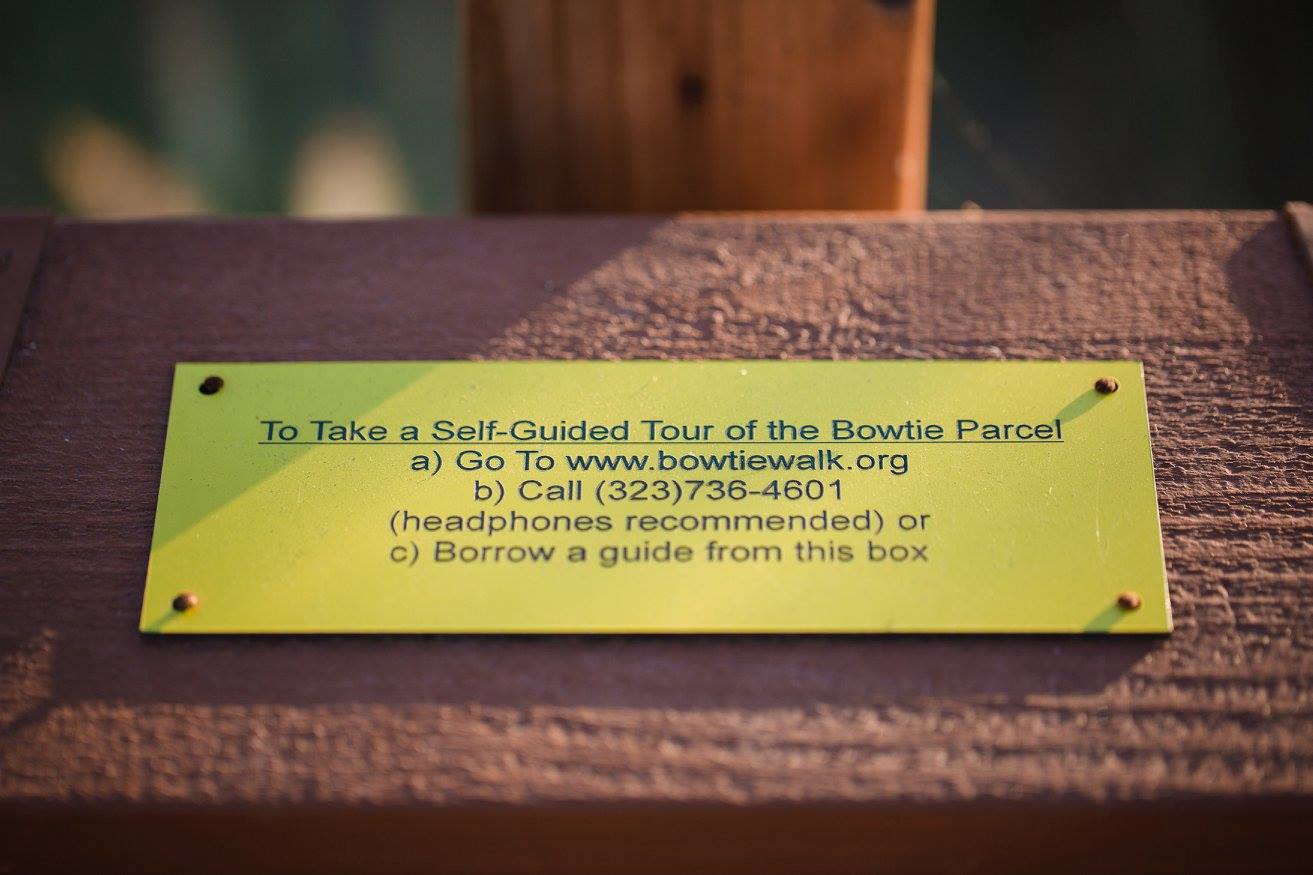 To Take a Self-Guided Tour of the Bowtie Parcel
a) Go To www.bowtiewalk.org
b) Call (323)736-4601
(headphones recommended) or
c) Borrow a guide from this box